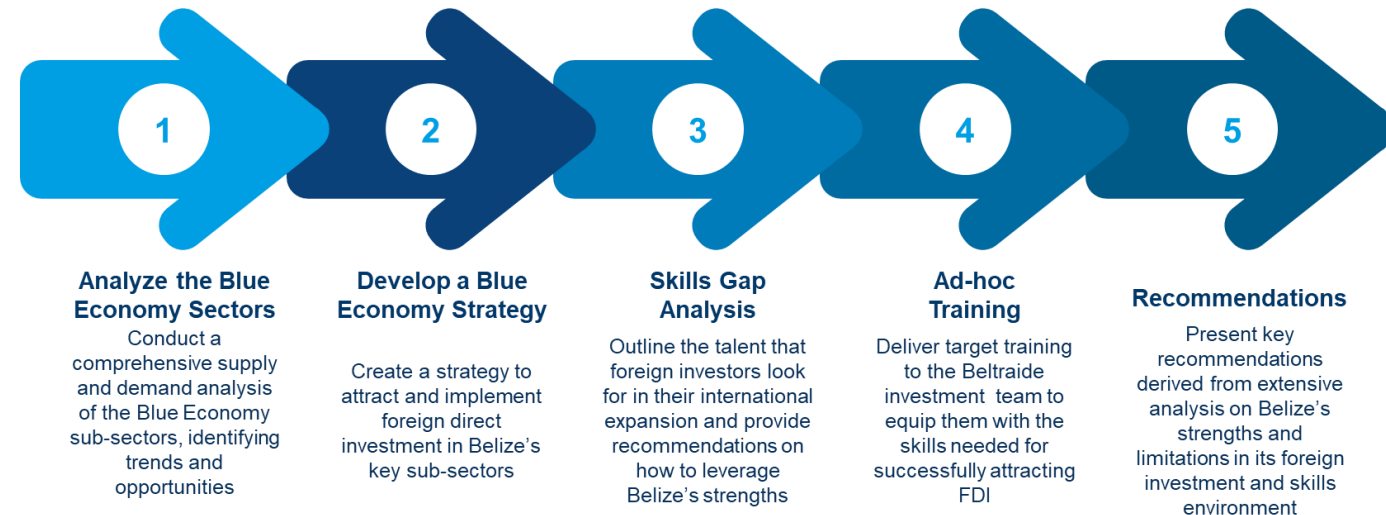 1
2
3
4
5
Analyze the Blue
Economy Sectors
Conduct a
comprehensive supply
and demand analysis
of the Blue Economy
sub-sectors, identifying
trends and
opportunities
Develop a Blue
Economy Strategy
Create a strategy to
attract and implement
foreign direct
investment in Belize's
key sub-sectors
Skills Gap
Analysis
Outline the talent that
foreign investors look
for in their international
expansion and provide
recommendations on
how to leverage
Belize's strengths
Ad-hoc
Training
Deliver target training
to the Beltraide
investment team to
equip them with the
skills needed for
successfully attracting
FDI
Recommendations
Present key
recommendations
derived from extensive
analysis on Belize's
strengths and
limitations in its foreign
investment and skills
environment